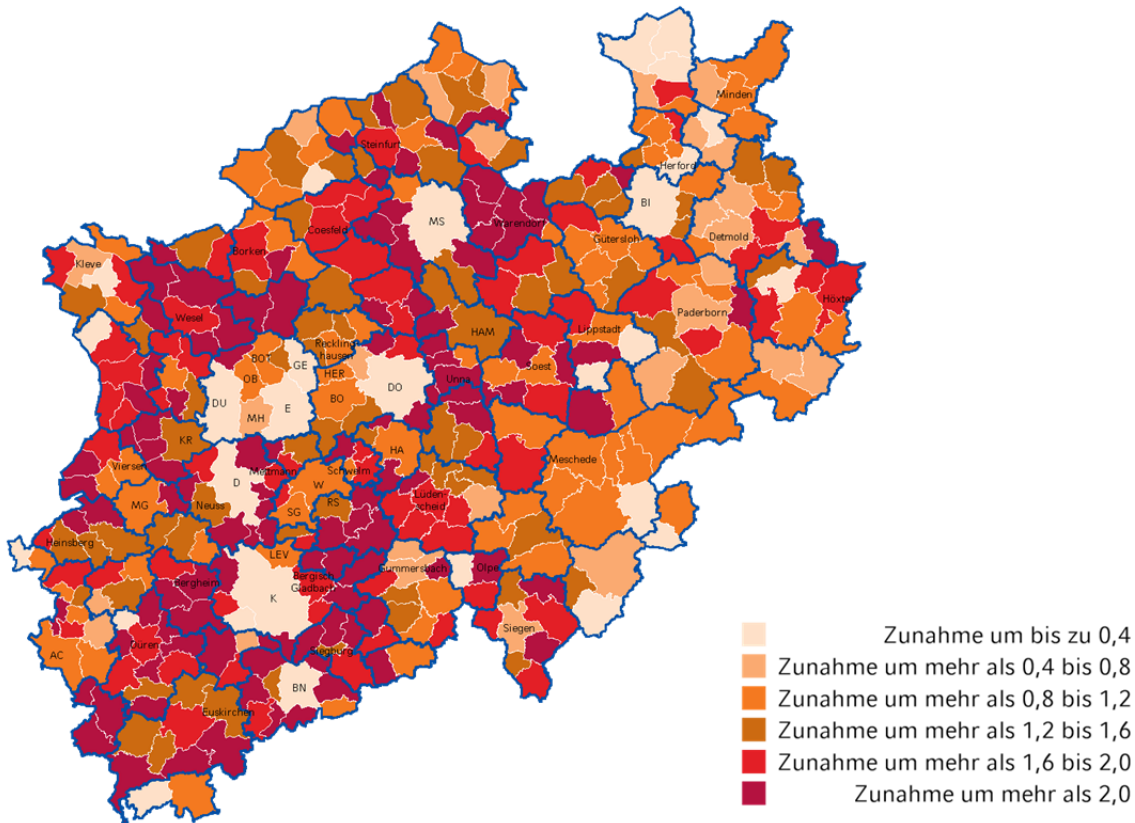 Minden
Steinfurt
Herford
MS
Warendorf
BI
Coesfeld
Detmold
Gütersloh
Borken
Kleve
Höxter
Wesel
Paderborn
HAM
Lippstadt
Reckling-
hausen
BOT
GE
Soest
OB
HER
Unna
DO
DU
E
BO
MH
KR
HA
Meschede
Viersen
Mettmann
Schwelm
D
W
Lüden-
scheid
MG
Neuss
SG
RS
Heinsberg
LEV
Gummersbach
Olpe
Bergheim
Bergisch
Gladbach
K
Siegen
Düren
Siegburg
AC
BN
Euskirchen
Zunahme um bis zu 0,4
Zunahme um mehr als 0,4 bis 0,8
Zunahme um mehr als 0,8 bis 1,2
Zunahme um mehr als 1,2 bis 1,6
Zunahme um mehr als 1,6 bis 2,0
Zunahme um mehr als 2,0